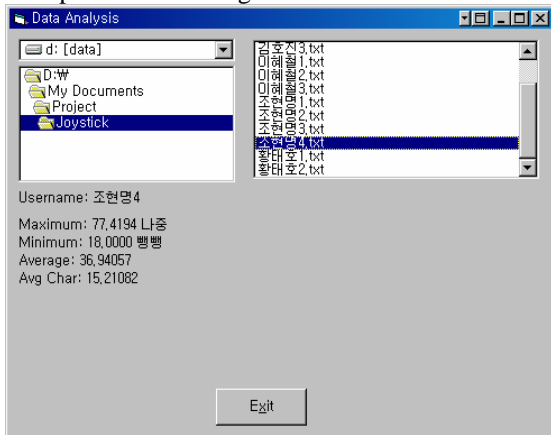 Data Analysis
d: [data]
D:₩
My Documents
Project
Joystick
김호진3.txt
이혜철1.txt
이혜철2.txt
이혜철3.txt
조현명1.txt
조현명2.txt
조현명3.txt
조현명4.txt
황태호1.txt
황태호2.txt
Username: 조현명4
Maximum: 77,4194 나중
Minimum: 18,0000 뺑뺑
Average: 36,94057
Avg Char: 15,21082
Exit